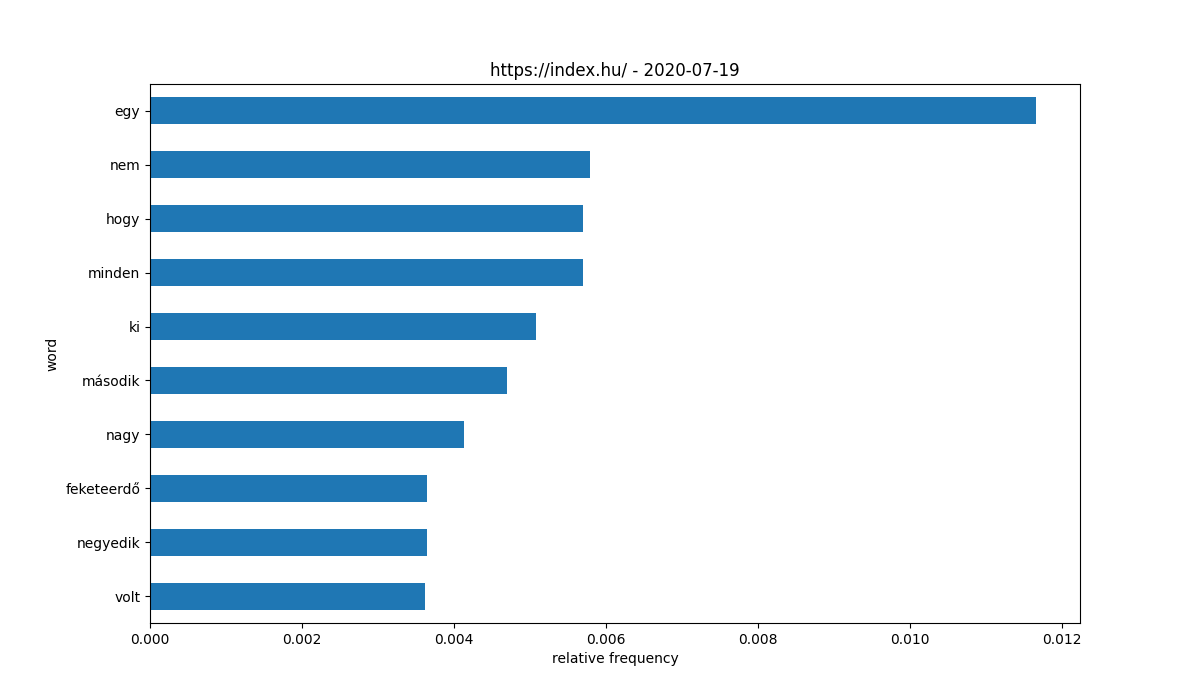 https://index.hu/ - 2020-07-19
egy
nem
hogy
minden
ki
második
nagy
feketeerdő
negyedik
volt
word
0.000 0.002 0.004 0.006 0.008 0.010 0.012
relative frequency